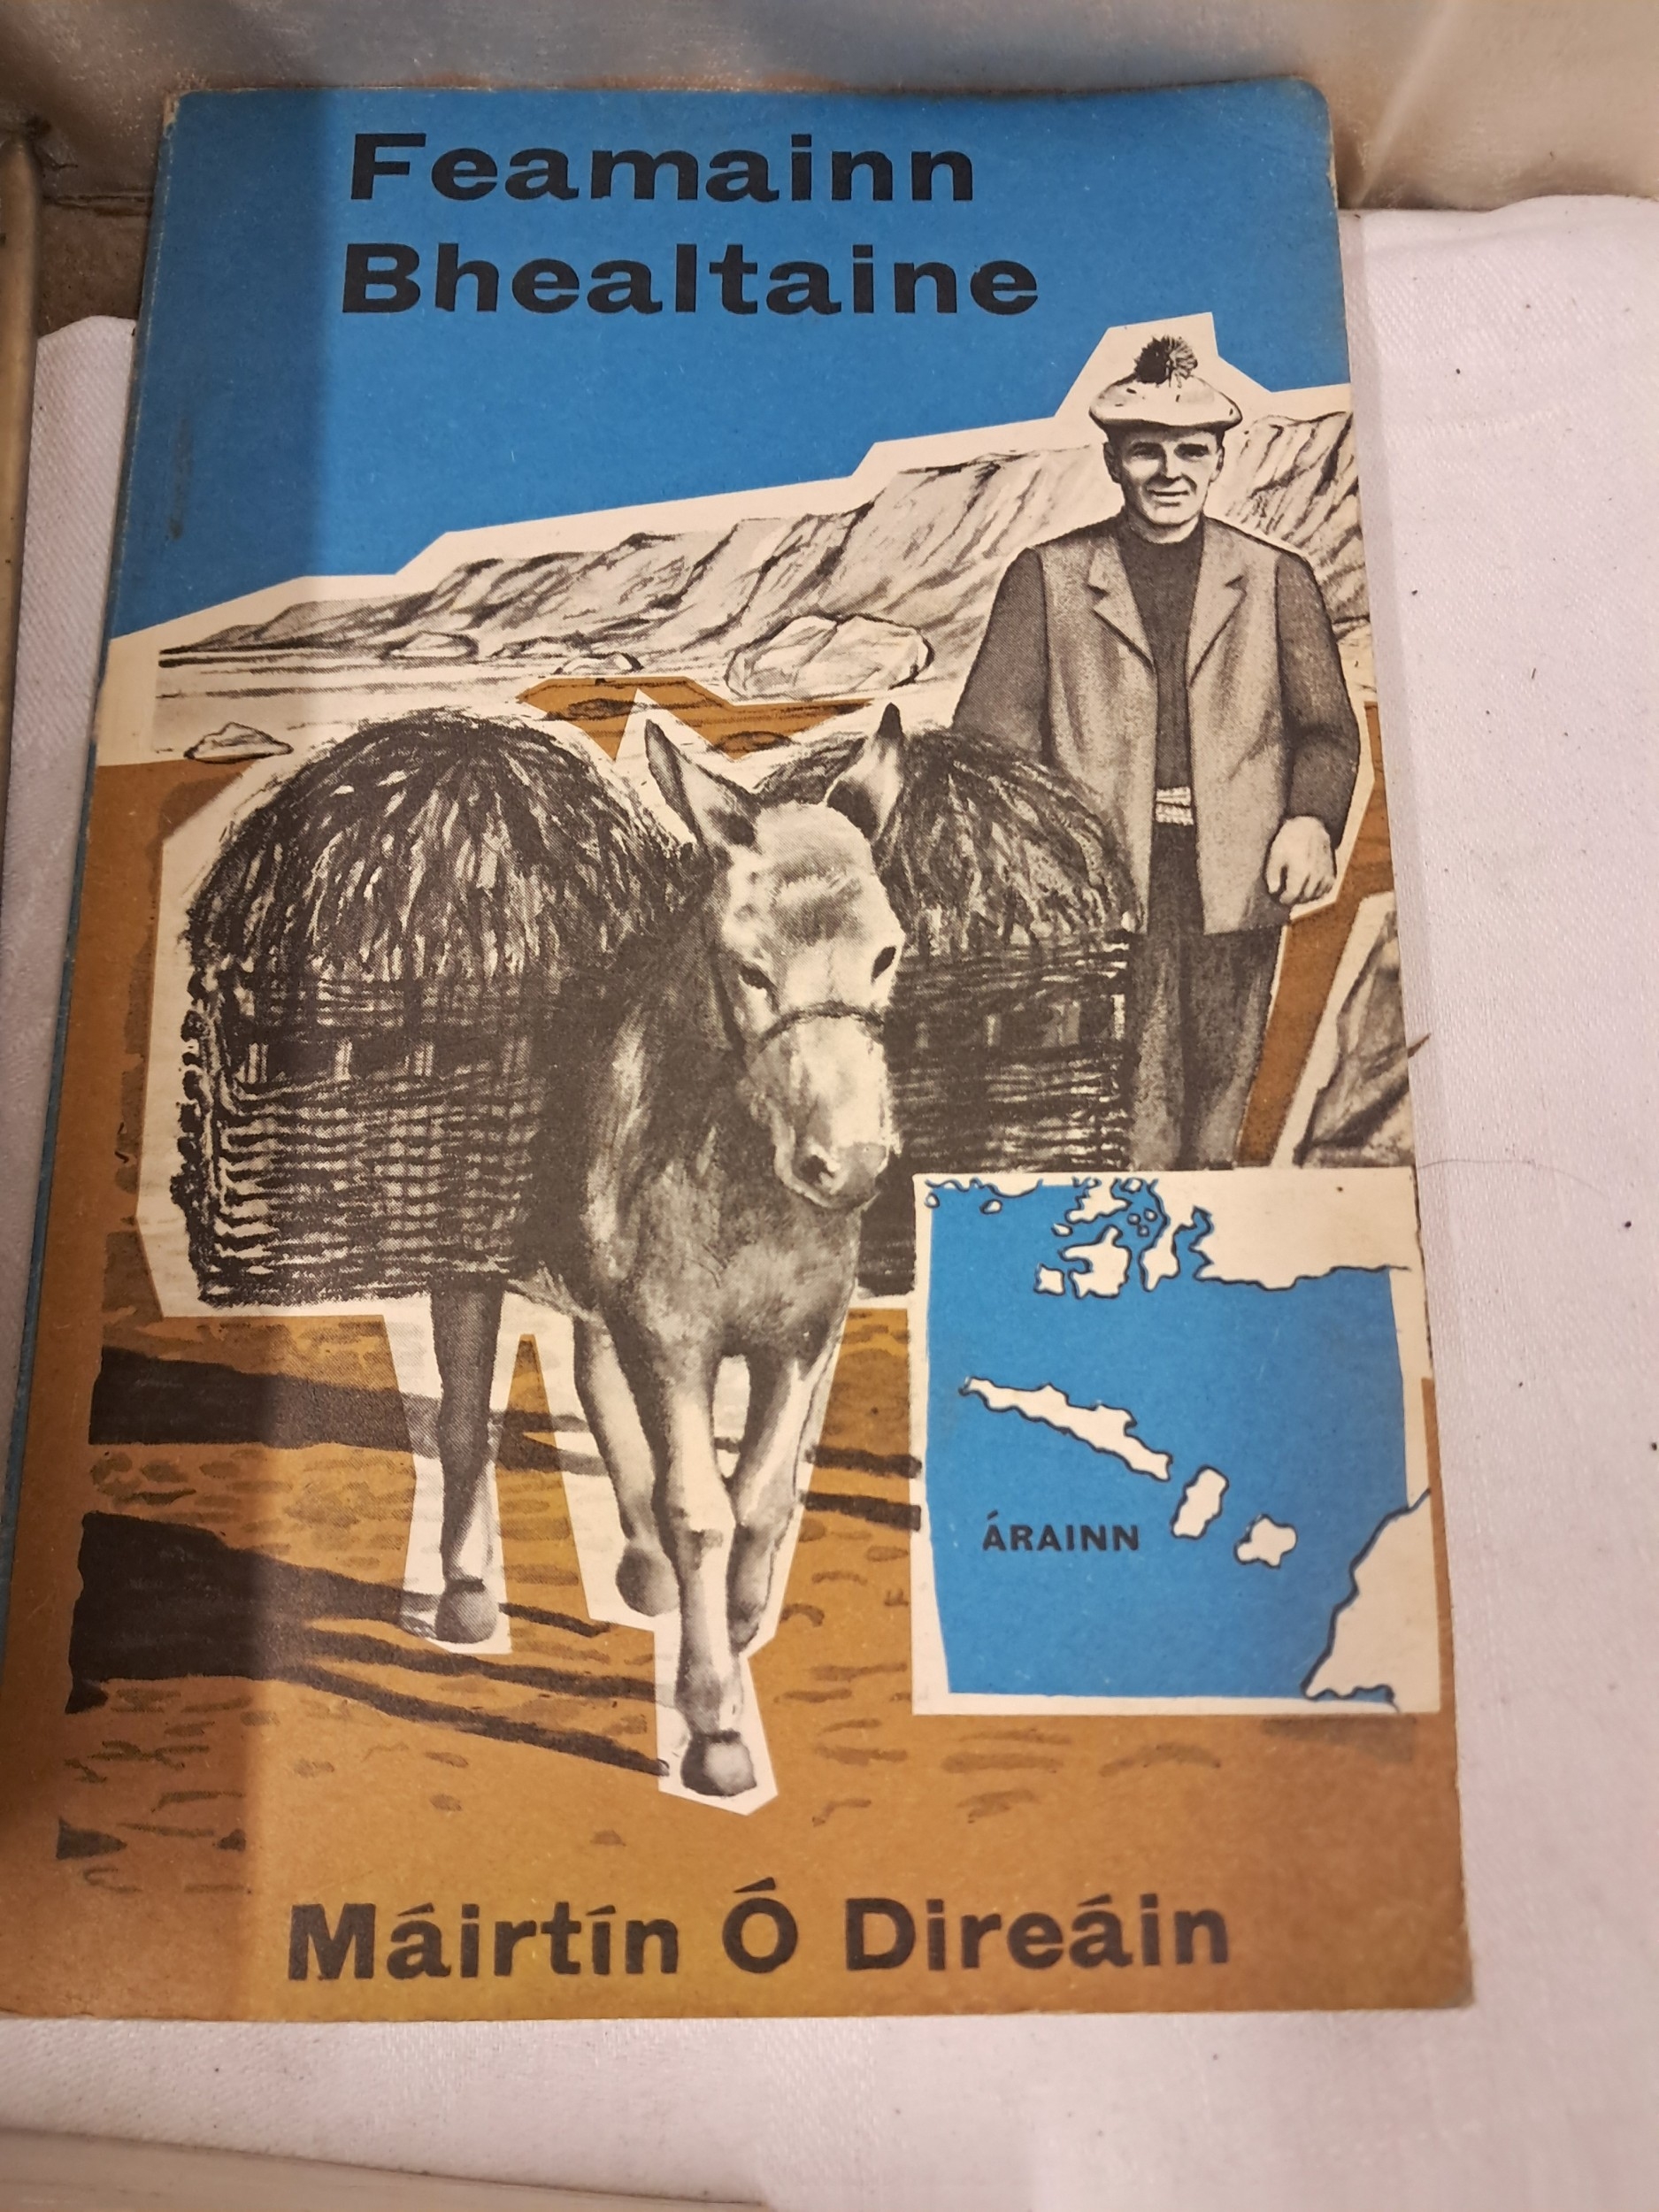 Feamainn
Bhealtaine
ÁRAINN
Máirtín Ó Direáin